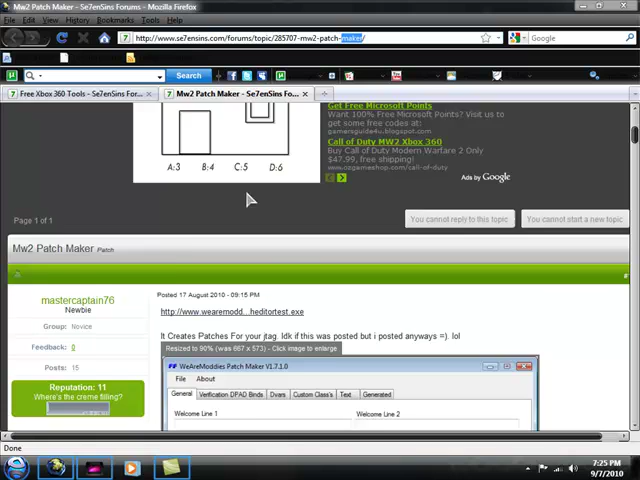 Mw2 Patch Maker - Se7enSins Forums - Mozilla Firefox
File Edit View History Bookmarks Tools Help
http://www.se7ensins.com/forums/topic/285707-mw2-patch-maker/
Google
Search
Free Xbox 360 Tools - Se7enSins For...
Mw2 Patch Maker - Se7enSins For...
Get Free Microsoft Points
Want 100% Free Microsoft Points? Visit us to
get some free codes at:
gamersguide4u.blogspot.com
Call of Duty MW2 Xbox 360
Buy Call of Duty Modern Warfare 2 Only
$47.99, free shipping!
www.ozgameshop.com/call-of-duty
Ads by Google
A:3 B:4 C:5 D:6
Page 1 of 1
You cannot reply to this topic
You cannot start a new topic
Mw2 Patch Maker Patch
#
mastercaptain76
Newbie
Group: Novice
Feedback: 0
Posts: 15
Reputation: 11
Where's the creme filling?
Posted 17 August 2010 - 09:15 PM
http://www.wearemodd...heditortest.exe
It Creates Patches For your jtag. Idk if this was posted but i posted anyways =). lol
Resized to 90% (was 667 x 573) - Click image to enlarge
WeAreModdies Patch Maker V1.7.1.0
File About
General Verification DPAD Binds Dvars Custom Class's Text Generated
Welcome Line 1 Welcome Line 2
Done
7:25 PM
9/7/2010